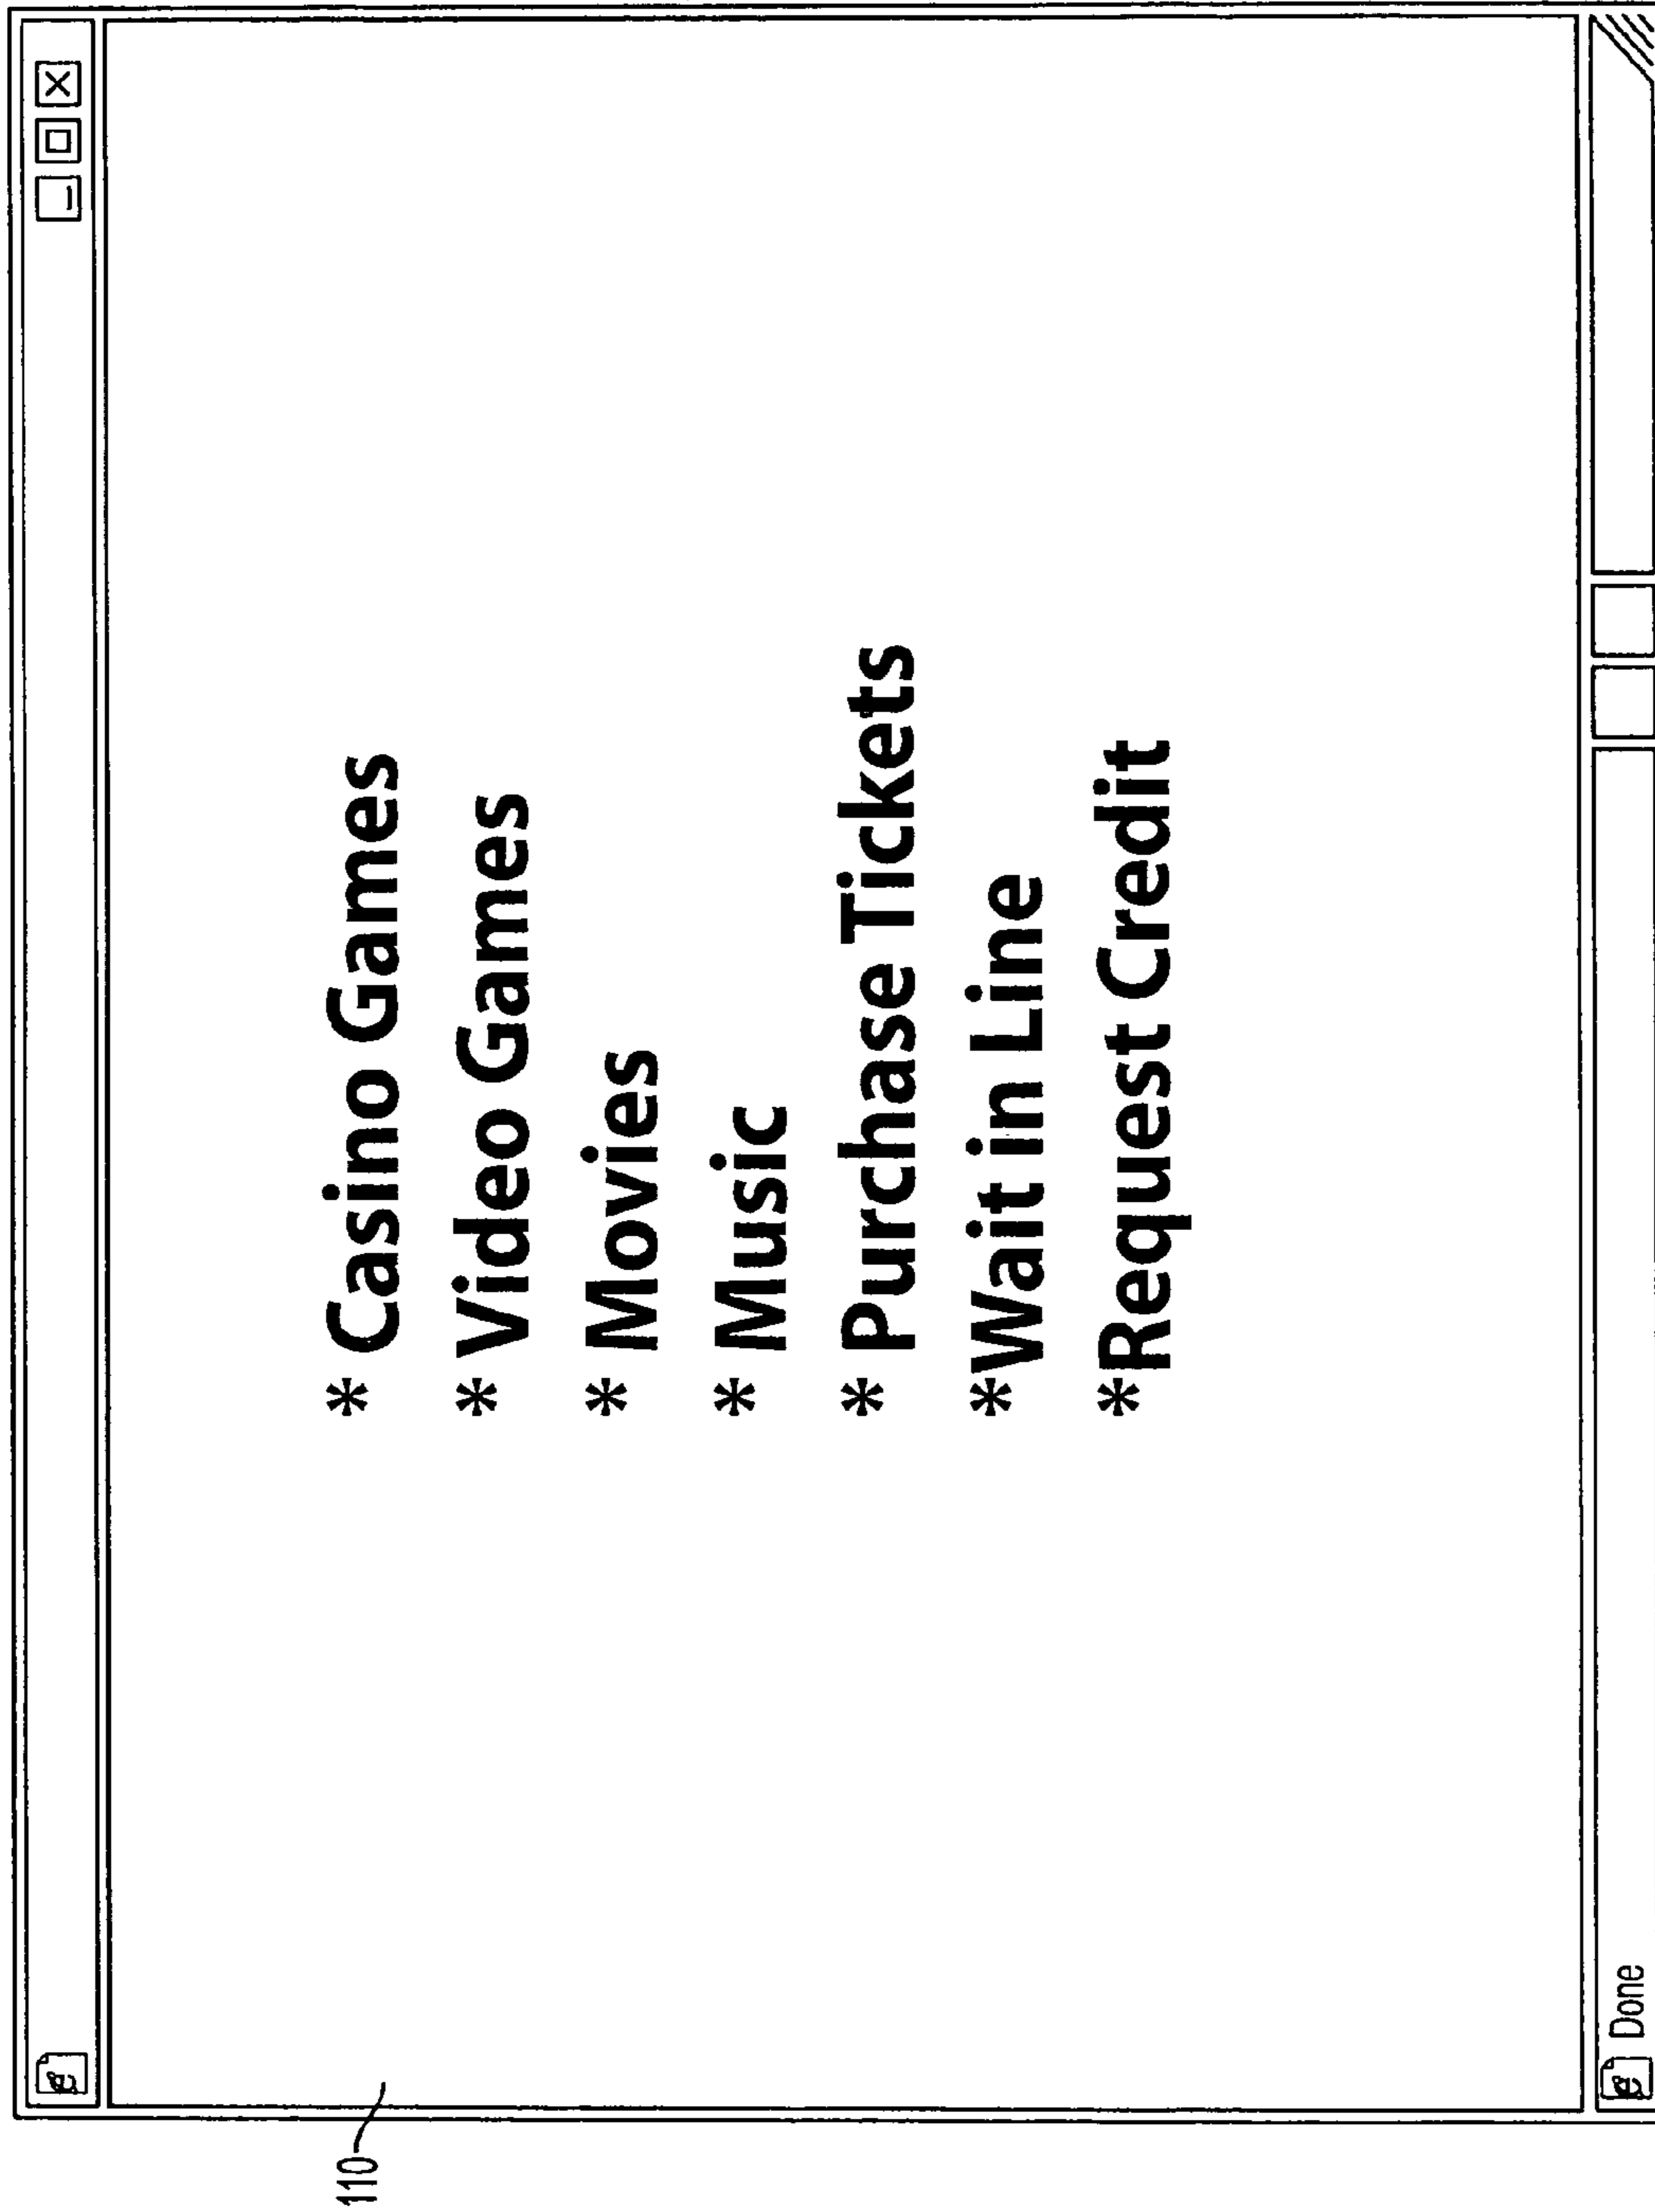 110
* Casino Games
* Video Games
* Movies
* Music
* Purchase Tickets
*Wait in Line
*Request Credit
Done